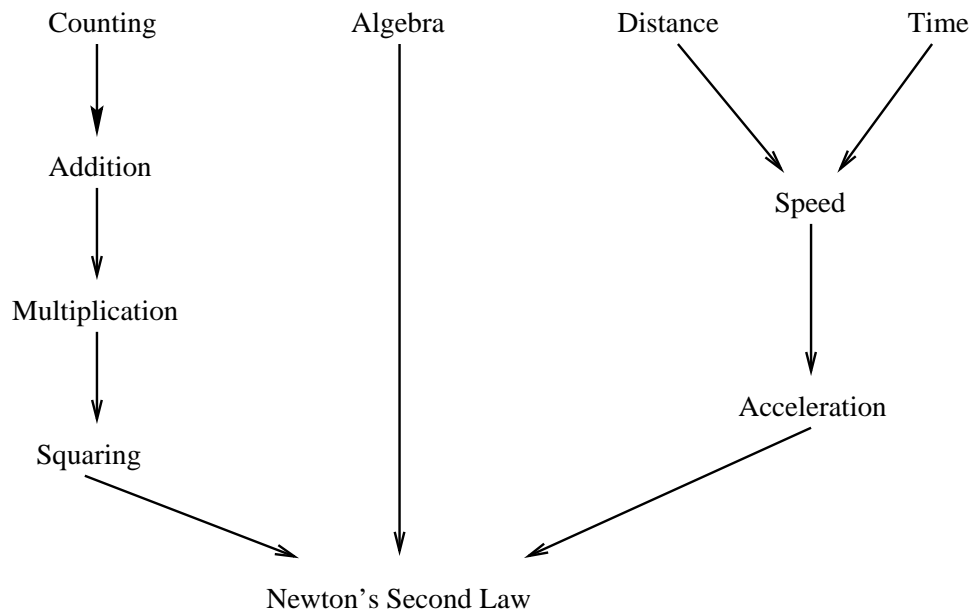 Counting
Algebra
Distance
Time
Addition
Speed
Multiplication
Acceleration
Squaring
Newton’s Second Law